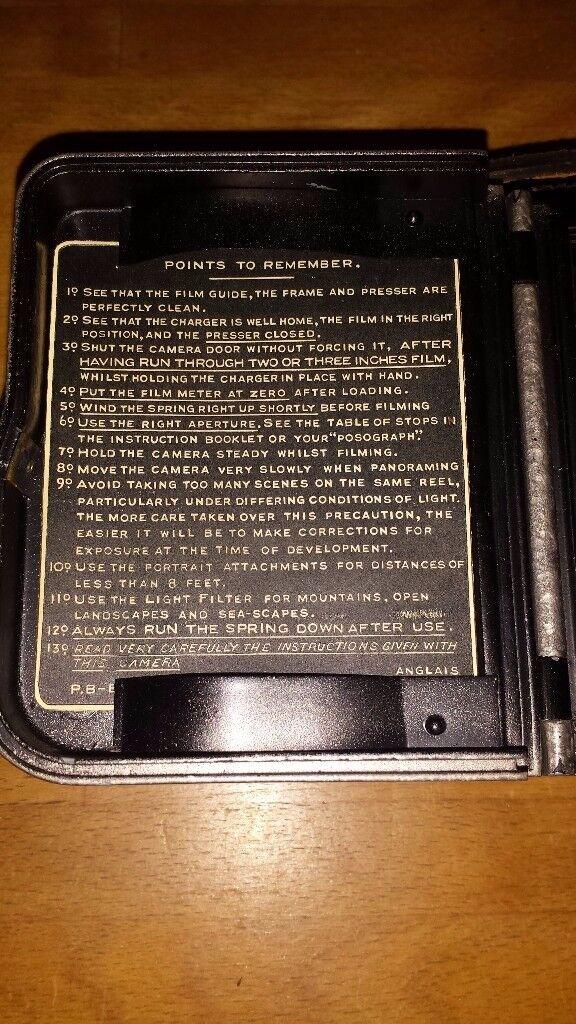 POINTS TO REMEMBER.
1º SEE THAT THE FILM GUIDE, THE FRAME AND PRESSER ARE
PERFECTLY CLEAN.
2º SEE THAT THE CHARGER IS WELL HOME, THE FILM IN THE RIGHT
POSITION, AND THE PRESSER CLOSED.
3º SHUT THE CAMERA DOOR WITHOUT FORCING IT, AFTER
HAVING RUN THROUGH TWO OR THREE INCHES FILM,
WHILST HOLDING THE CHARGER IN PLACE WITH HAND.
4º PUT THE FILM METER AT ZERO AFTER LOADING.
5º WIND THE SPRING RIGHT UP SHORTLY BEFORE FILMING
6º USE THE RIGHT APERTURE. SEE THE TABLE OF STOPS IN
THE INSTRUCTION BOOKLET OR YOUR "POSOGRAPH".
7º HOLD THE CAMERA STEADY WHILST FILMING.
8º MOVE THE CAMERA VERY SLOWLY WHEN PANORAMING
9º AVOID TAKING TOO MANY SCENES ON THE SAME REEL,
PARTICULARLY UNDER DIFFERING CONDITIONS OF LIGHT.
THE MORE CARE TAKEN OVER THIS PRECAUTION, THE
EASIER IT WILL BE TO MAKE CORRECTIONS FOR
EXPOSURE AT THE TIME OF DEVELOPMENT.
10º USE THE PORTRAIT ATTACHMENTS FOR DISTANCES OF
LESS THAN 8 FEET.
11º USE THE LIGHT FILTER FOR MOUNTAINS, OPEN
LANDSCAPES AND SEA-SCAPES.
12º ALWAYS RUN THE SPRING DOWN AFTER USE.
13º READ VERY CAREFULLY THE INSTRUCTIONS GIVEN WITH
THIS CAMERA
ANGLAIS
P.B-